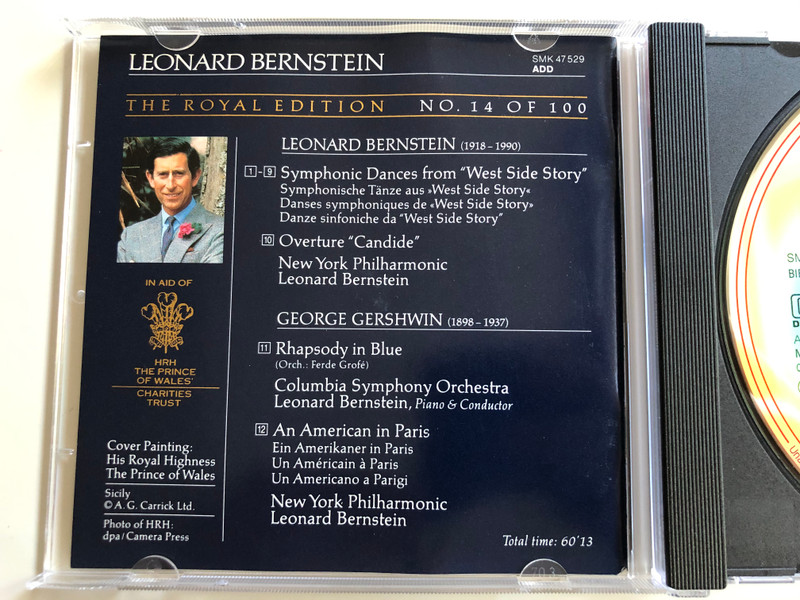 LEONARD BERNSTEIN
SMK 47529
ADD
THE ROYAL EDITION NO. 14 OF 100
LEONARD BERNSTEIN (1918 – 1990)
1-9 Symphonic Dances from “West Side Story”
Symphonische Tänze aus »West Side Story«
Danses symphoniques de «West Side Story»
Danze sinfoniche da “West Side Story”
10 Overture “Candide”
New York Philharmonic
Leonard Bernstein
IN AID OF
HRH
THE PRINCE
OF WALES'
CHARITIES
TRUST
GEORGE GERSHWIN (1898 – 1937)
11 Rhapsody in Blue
(Orch.: Ferde Grofé)
Columbia Symphony Orchestra
Leonard Bernstein, Piano & Conductor
12 An American in Paris
Ein Amerikaner in Paris
Un Américain à Paris
Un Americano a Parigi
New York Philharmonic
Leonard Bernstein
Cover Painting:
His Royal Highness
The Prince of Wales
Sicily
© A. G. Carrick Ltd.
Photo of HRH:
dpa/Camera Press
Total time: 60'13